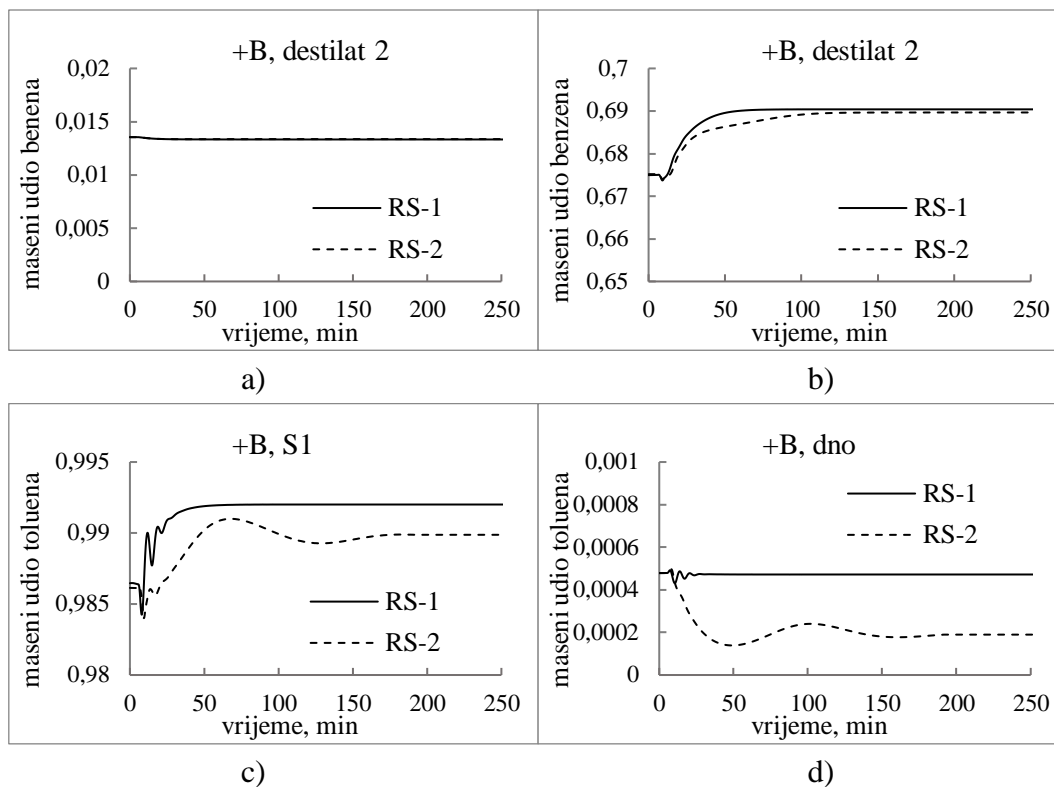 +B, destilat 2
maseni udio benena
0,02
0,015
0,01
0,005
0
RS-1
RS-2
0 50 100 150 200 250
vrijeme, min
a)
+B, destilat 2
maseni udio benzena
0,7
0,69
0,68
0,67
0,66
0,65
RS-1
RS-2
0 50 100 150 200 250
vrijeme, min
b)
+B, S1
maseni udio toluena
0,995
0,99
0,985
0,98
RS-1
RS-2
0 50 100 150 200 250
vrijeme, min
c)
+B, dno
maseni udio toluena
0,001
0,0008
0,0006
0,0004
0,0002
0
RS-1
RS-2
0 50 100 150 200 250
vrijeme, min
d)